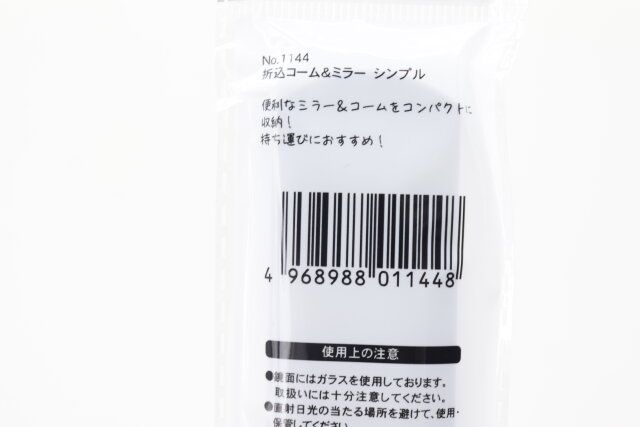 No.1144
折込コーム&ミラー シンプル
便利なミラー&コームをコンパクトに
収納!
持ち運びにおすすめ!
4 968988 011448
使用上の注意
●鏡面にはガラスを使用しております。
取扱いには十分注意してください。
●直射日光の当たる場所を避けて、使用・
保管してください。